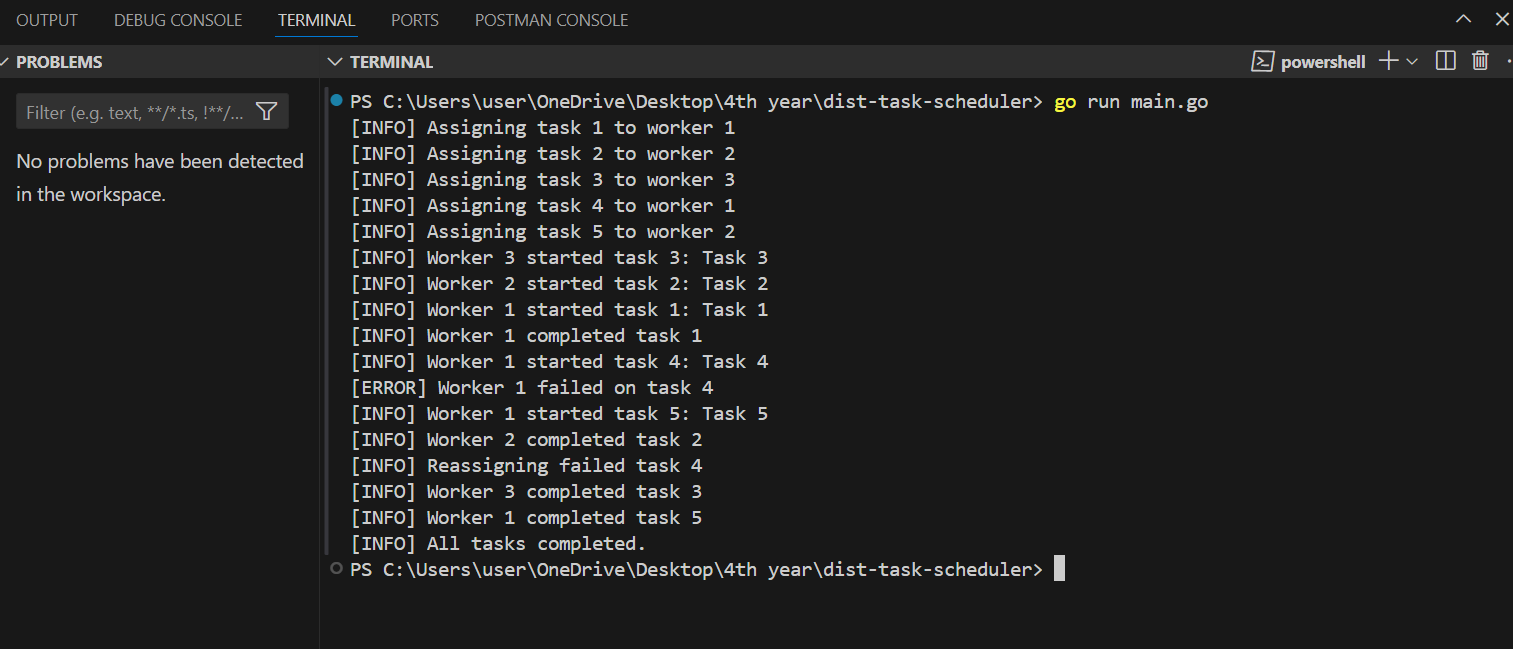 OUTPUT DEBUG CONSOLE TERMINAL PORTS POSTMAN CONSOLE
PROBLEMS
Filter (e.g. text, **/*.ts, !**/...
No problems have been detected
in the workspace.
TERMINAL
powershell
PS C:\Users\user\OneDrive\Desktop\4th year\dist-task-scheduler> go run main.go
[INFO] Assigning task 1 to worker 1
[INFO] Assigning task 2 to worker 2
[INFO] Assigning task 3 to worker 3
[INFO] Assigning task 4 to worker 1
[INFO] Assigning task 5 to worker 2
[INFO] Worker 3 started task 3: Task 3
[INFO] Worker 2 started task 2: Task 2
[INFO] Worker 1 started task 1: Task 1
[INFO] Worker 1 completed task 1
[INFO] Worker 1 started task 4: Task 4
[ERROR] Worker 1 failed on task 4
[INFO] Worker 1 started task 5: Task 5
[INFO] Worker 2 completed task 2
[INFO] Reassigning failed task 4
[INFO] Worker 3 completed task 3
[INFO] Worker 1 completed task 5
[INFO] All tasks completed.
PS C:\Users\user\OneDrive\Desktop\4th year\dist-task-scheduler>